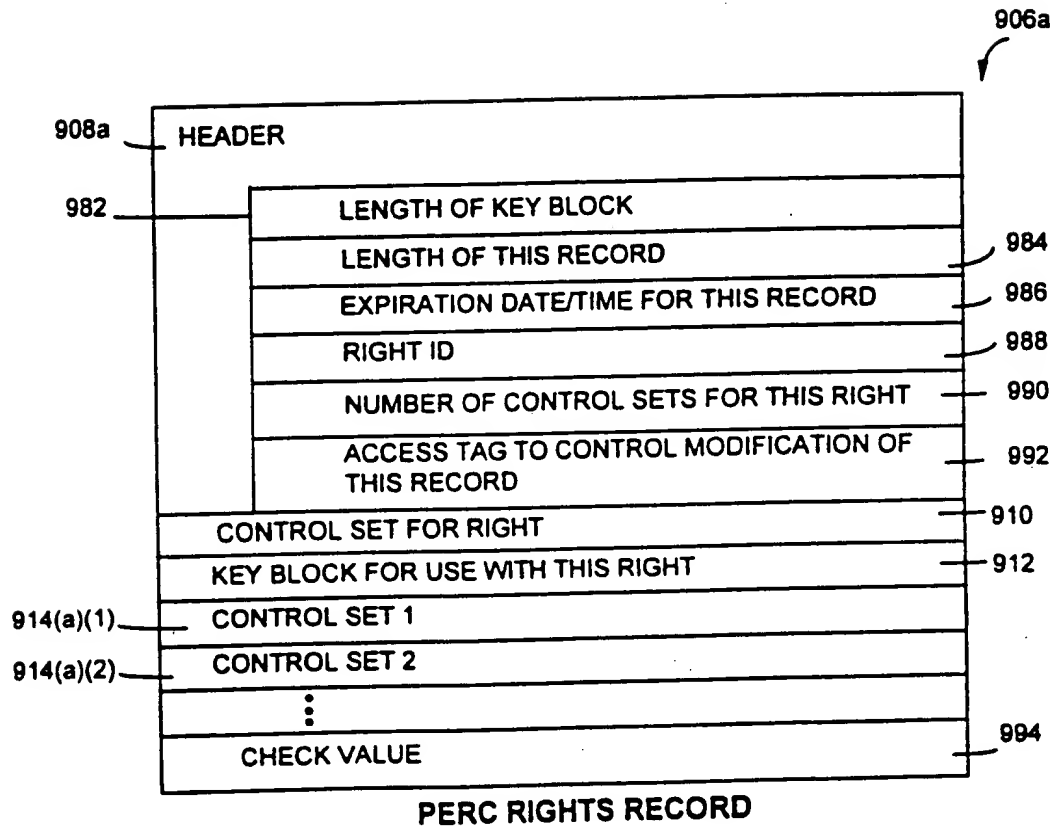 906a
908a HEADER
982 LENGTH OF KEY BLOCK
LENGTH OF THIS RECORD 984
EXPIRATION DATE/TIME FOR THIS RECORD 986
RIGHT ID 988
NUMBER OF CONTROL SETS FOR THIS RIGHT 990
ACCESS TAG TO CONTROL MODIFICATION OF
THIS RECORD 992
CONTROL SET FOR RIGHT 910
KEY BLOCK FOR USE WITH THIS RIGHT 912
914(a)(1) CONTROL SET 1
914(a)(2) CONTROL SET 2
CHECK VALUE 994
PERC RIGHTS RECORD